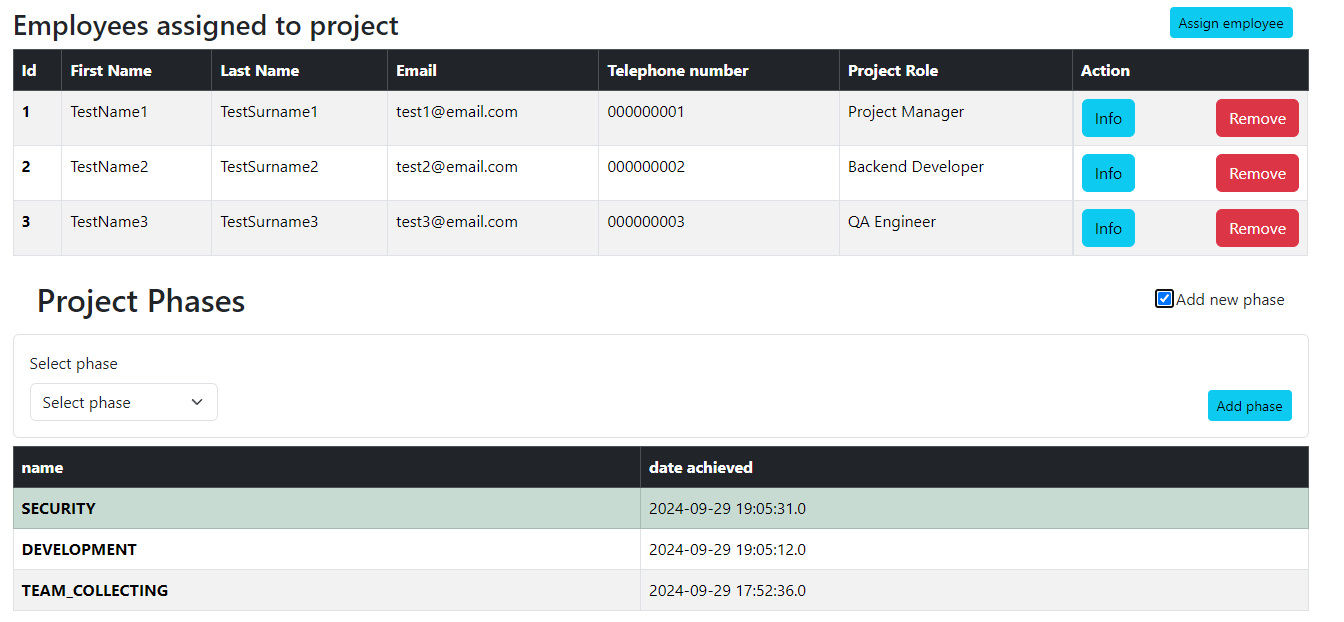 Employees assigned to project
Assign employee
Id First Name Last Name Email Telephone number Project Role Action
1 TestName1 TestSurname1 test1@email.com 000000001 Project Manager Info Remove
2 TestName2 TestSurname2 test2@email.com 000000002 Backend Developer Info Remove
3 TestName3 TestSurname3 test3@email.com 000000003 QA Engineer Info Remove
Project Phases
Add new phase
Select phase
Select phase
Add phase
name date achieved
SECURITY 2024-09-29 19:05:31.0
DEVELOPMENT 2024-09-29 19:05:12.0
TEAM_COLLECTING 2024-09-29 17:52:36.0